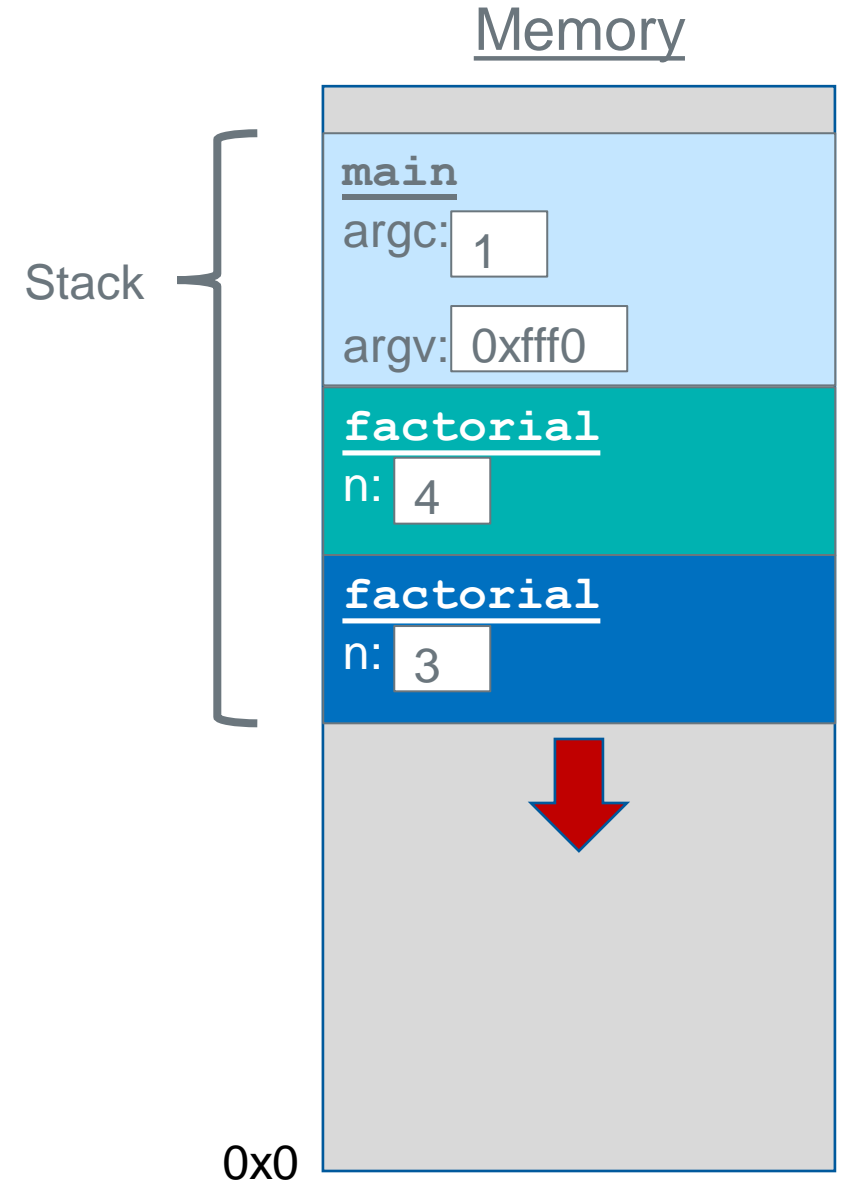 Memory
main
argc: 1
Stack
argv: 0xfff0
factorial
n: 4
factorial
n: 3
0x0